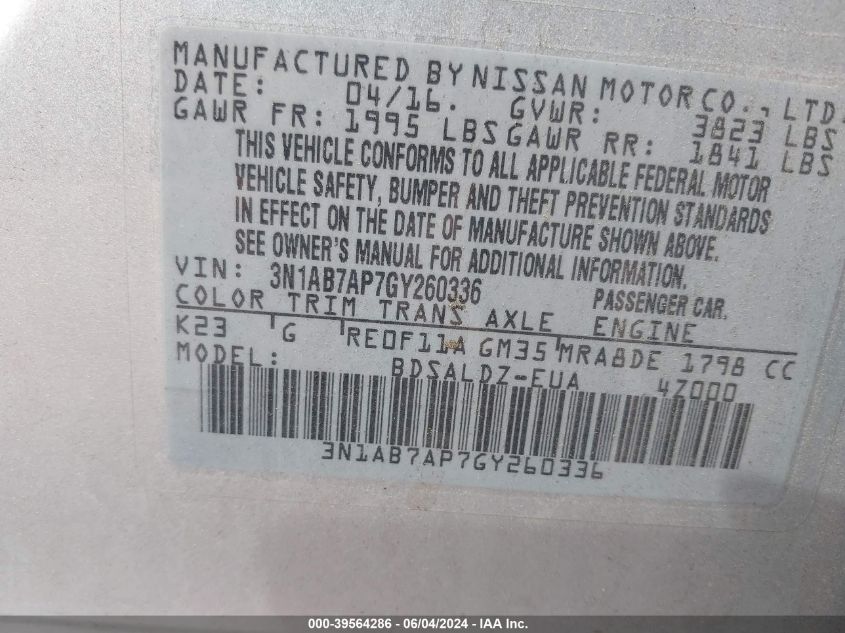 MANUFACTURED BY NISSAN MOTOR CO., LTD.
DATE: 04/16. GVWR: 3823 LBS
GAWR FR: 1995 LBS GAWR RR: 1841 LBS
THIS VEHICLE CONFORMS TO ALL APPLICABLE FEDERAL MOTOR
VEHICLE SAFETY, BUMPER AND THEFT PREVENTION STANDARDS
IN EFFECT ON THE DATE OF MANUFACTURE SHOWN ABOVE.
SEE OWNER'S MANUAL FOR ADDITIONAL INFORMATION.
VIN: 3N1AB7AP7GY260336 PASSENGER CAR.
COLOR TRIM TRANS AXLE ENGINE
K23 G RE0F11A GM35 MRA8DE 1798 CC
MODEL: BDSALDZ-EUA 4Z000
3N1AB7AP7GY260336
000-39564286 - 06/04/2024 - IAA Inc.